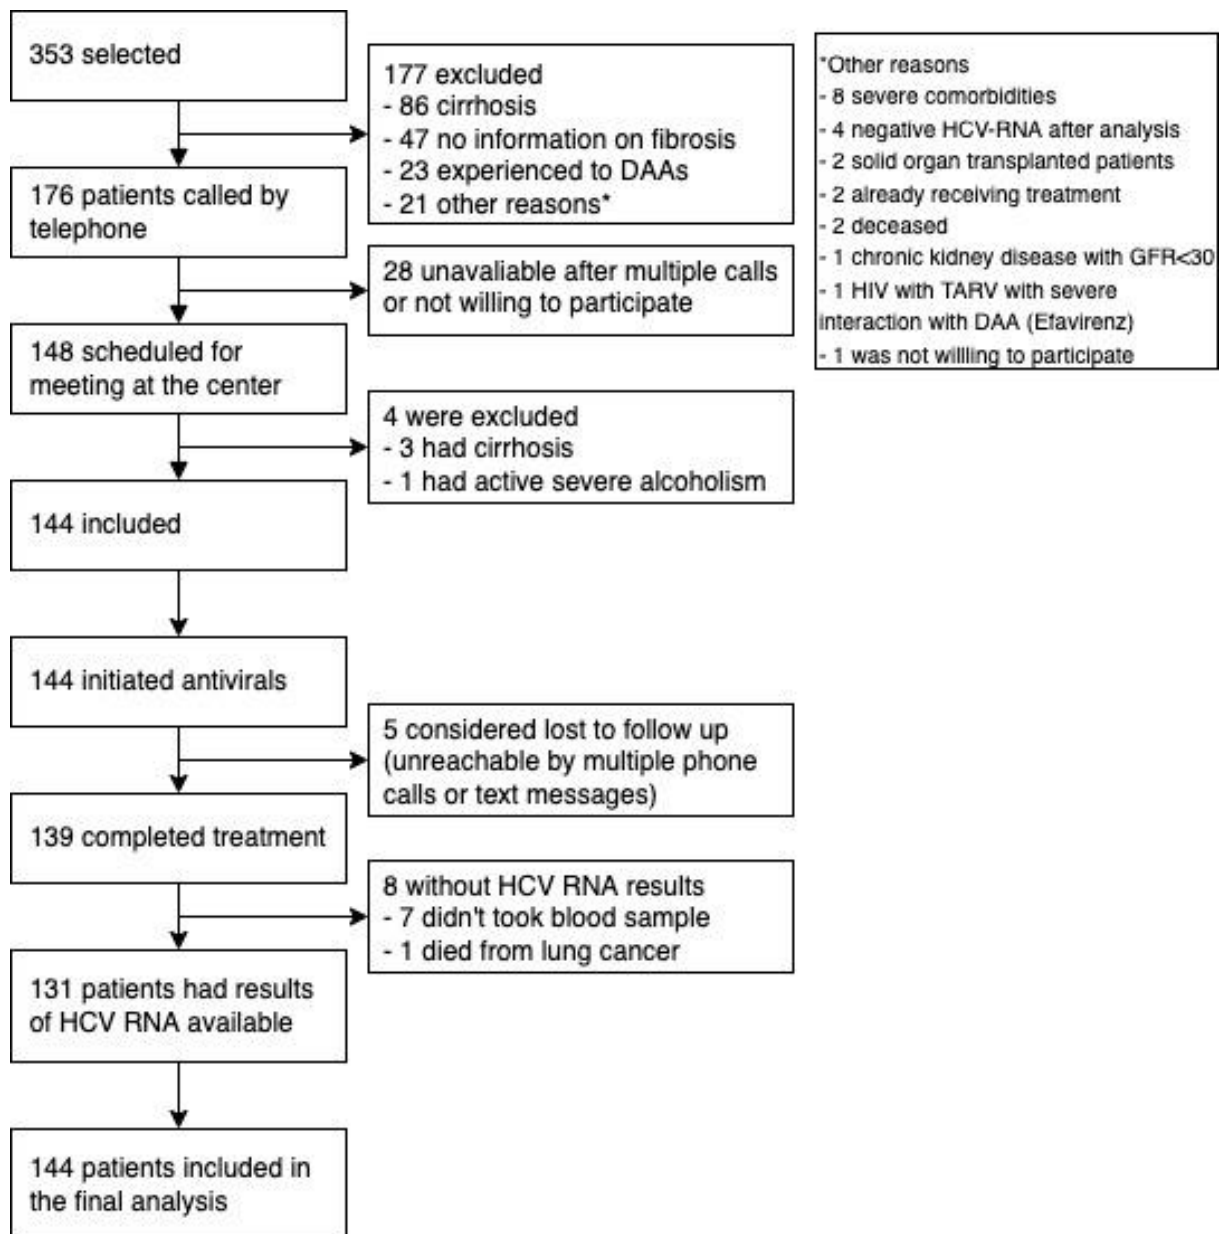 353 selected
177 excluded
- 86 cirrhosis
- 47 no information on fibrosis
- 23 experienced to DAAs
- 21 other reasons*
*Other reasons
- 8 severe comorbidities
- 4 negative HCV-RNA after analysis
- 2 solid organ transplanted patients
- 2 already receiving treatment
- 2 deceased
- 1 chronic kidney disease with GFR<30
- 1 HIV with TARV with severe
interaction with DAA (Efavirenz)
- 1 was not willling to participate
176 patients called by
telephone
28 unavaliable after multiple calls
or not willing to participate
148 scheduled for
meeting at the center
4 were excluded
- 3 had cirrhosis
- 1 had active severe alcoholism
144 included
144 initiated antivirals
5 considered lost to follow up
(unreachable by multiple phone
calls or text messages)
139 completed treatment
8 without HCV RNA results
- 7 didn't took blood sample
- 1 died from lung cancer
131 patients had results
of HCV RNA available
144 patients included in
the final analysis